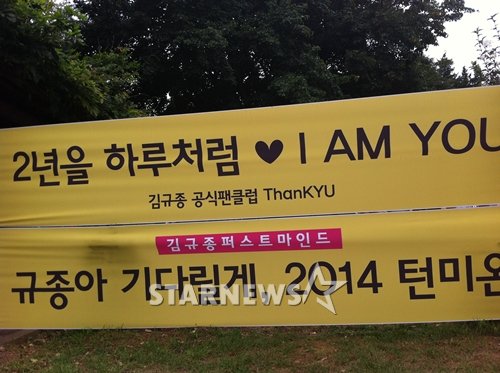 2년을 하루처럼 ♥ I AM YOU
김규종 공식팬클럽 ThanKYU
김규종퍼스트마인드
규종아 기다릴게, 2014 턴미온
STARNEWS